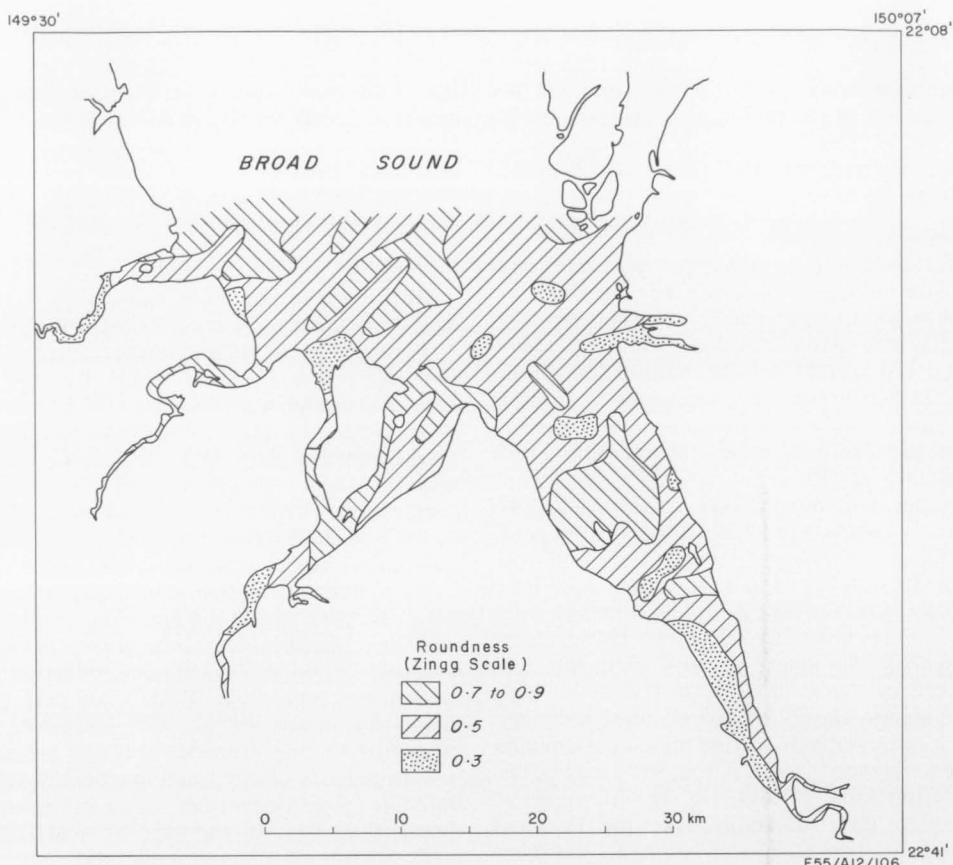 149°30'
150°07'
22°08'
BROAD SOUND
Roundness
(Zingg Scale)
0·7 to 0·9
0·5
0·3
0 10 20 30 km
22°41'
E55/A12/106